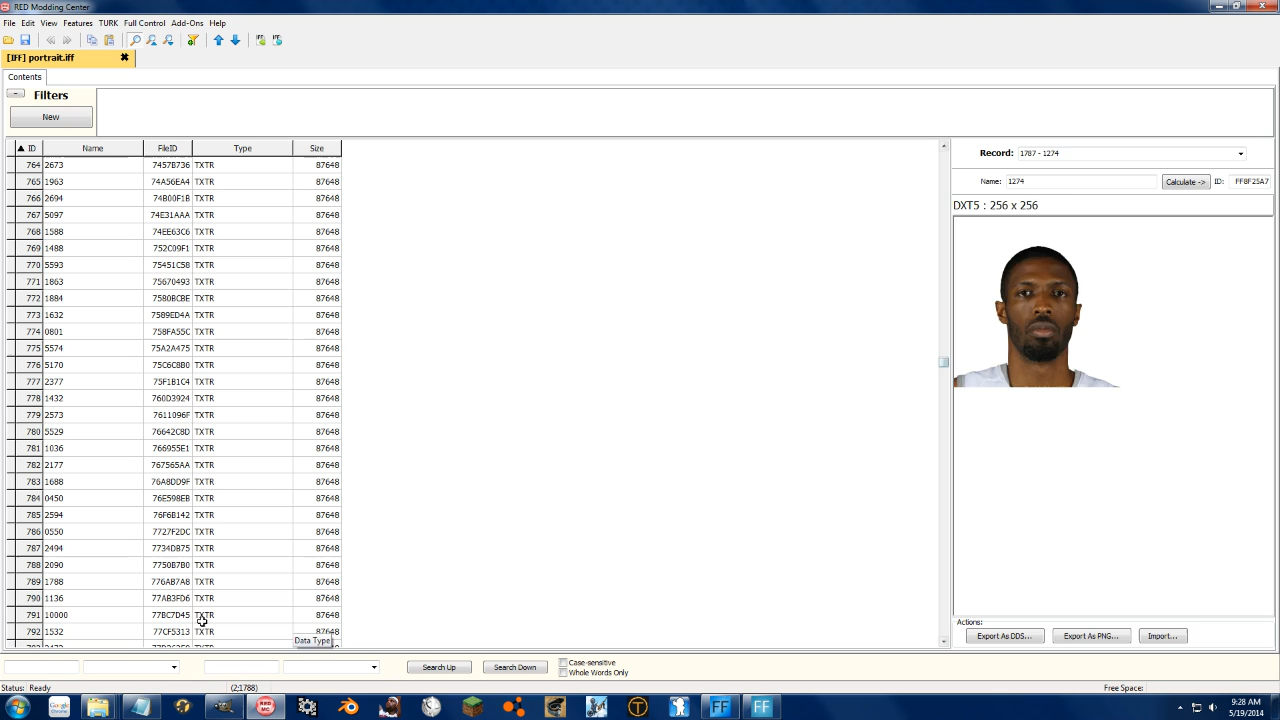 RED Modding Center
File Edit View Features TURK Full Control Add-Ons Help
[IFF] portrait.iff
Contents
Filters
New
ID Name FileID Type Size
764 2673 7457B736 TXTR 87648
765 1963 74A56EA4 TXTR 87648
766 2694 74B00F1B TXTR 87648
767 5097 74E31AAA TXTR 87648
768 1588 74EE63C6 TXTR 87648
769 1488 752C09F1 TXTR 87648
770 5593 75451C58 TXTR 87648
771 1863 75670493 TXTR 87648
772 1884 7580BCBE TXTR 87648
773 1632 7589ED4A TXTR 87648
774 0801 758FA55C TXTR 87648
775 5574 75A2A475 TXTR 87648
776 5170 75C6C8B0 TXTR 87648
777 2377 75F1B1C4 TXTR 87648
778 1432 760D3924 TXTR 87648
779 2573 7611096F TXTR 87648
780 5529 76642C8D TXTR 87648
781 1036 766955E1 TXTR 87648
782 2177 767565AA TXTR 87648
783 1688 76A8DD9F TXTR 87648
784 0450 76E598EB TXTR 87648
785 2594 76F6B142 TXTR 87648
786 0550 7727F2DC TXTR 87648
787 2494 7734DB75 TXTR 87648
788 2090 7750B7B0 TXTR 87648
789 1788 776AB7A8 TXTR 87648
790 1136 77AB3FD6 TXTR 87648
791 10000 77BC7D45 TXTR 87648
792 1532 77CF5313 TXTR 87648
Data Type
Record: 1787 - 1274
Name: 1274 Calculate -> ID: FF8F25A7
DXT5 : 256 x 256
Actions:
Export As DDS... Export As PNG... Import...
Search Up Search Down Case-sensitive
Whole Words Only
Status: Ready (2;1788) Free Space:
Google chrome
RED
FF FF
9:28 AM
5/19/2014